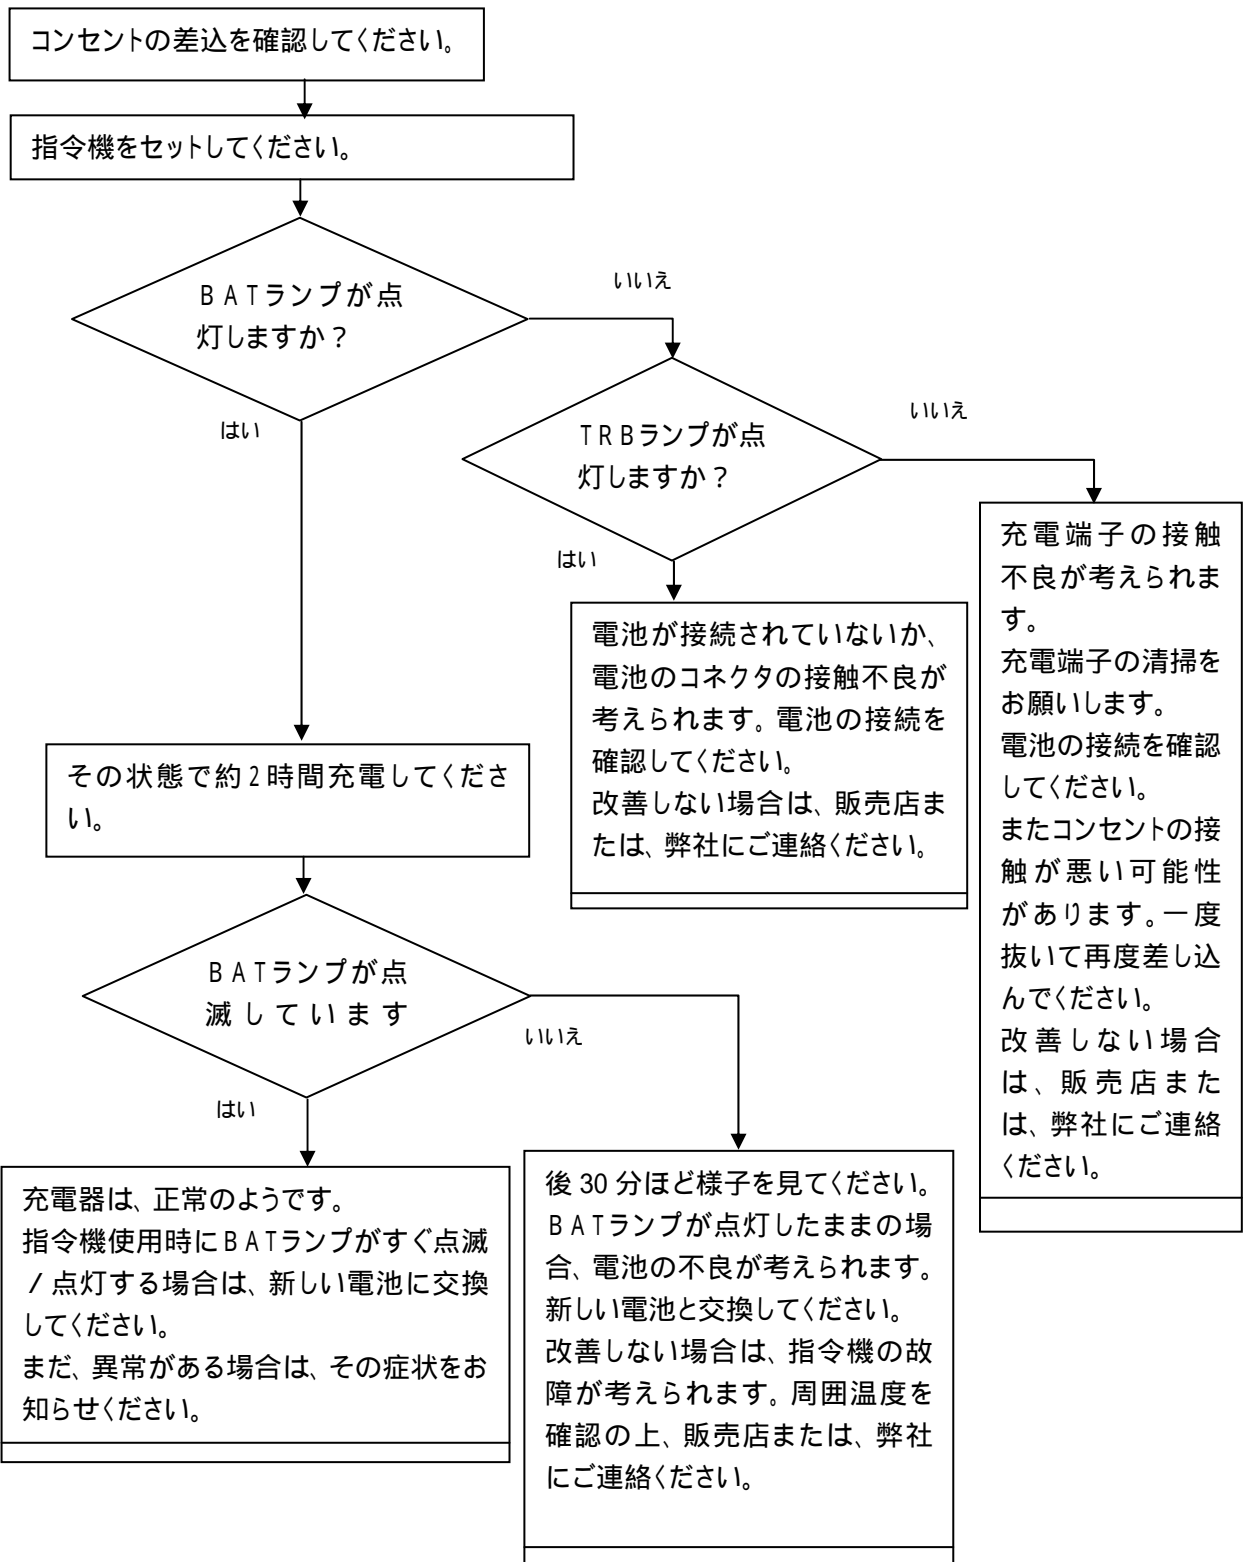 コンセントの差込を確認してください。
指令機をセットしてください。
ＢＡＴランプが点
灯しますか？
いいえ
はい
ＴＲＢランプが点
灯しますか？
いいえ
はい
充電端子の接触
不良が考えられま
す。
充電端子の清掃を
お願いします。
電池の接続を確認
してください。
またコンセントの接
触が悪い可能性
があります。一度
抜いて再度差し込
んでください。
改善しない場合
は、販売店また
は、弊社にご連絡
ください。
電池が接続されていないか、
電池のコネクタの接触不良が
考えられます。電池の接続を
確認してください。
改善しない場合は、販売店ま
たは、弊社にご連絡ください。
その状態で約２時間充電してくださ
い。
ＢＡＴランプが点
滅しています
いいえ
はい
充電器は、正常のようです。
指令機使用時にＢＡＴランプがすぐ点滅
／点灯する場合は、新しい電池に交換
してください。
まだ、異常がある場合は、その症状をお
知らせください。
後 30 分ほど様子を見てください。
ＢＡＴランプが点灯したままの場
合、電池の不良が考えられます。
新しい電池と交換してください。
改善しない場合は、指令機の故
障が考えられます。周囲温度を
確認の上、販売店または、弊社
にご連絡ください。